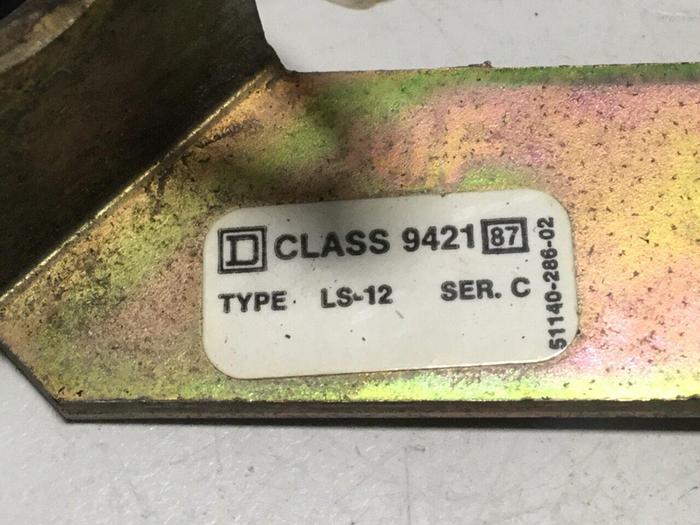 D CLASS 9421 87
TYPE LS-12 SER. C
51140-286-02